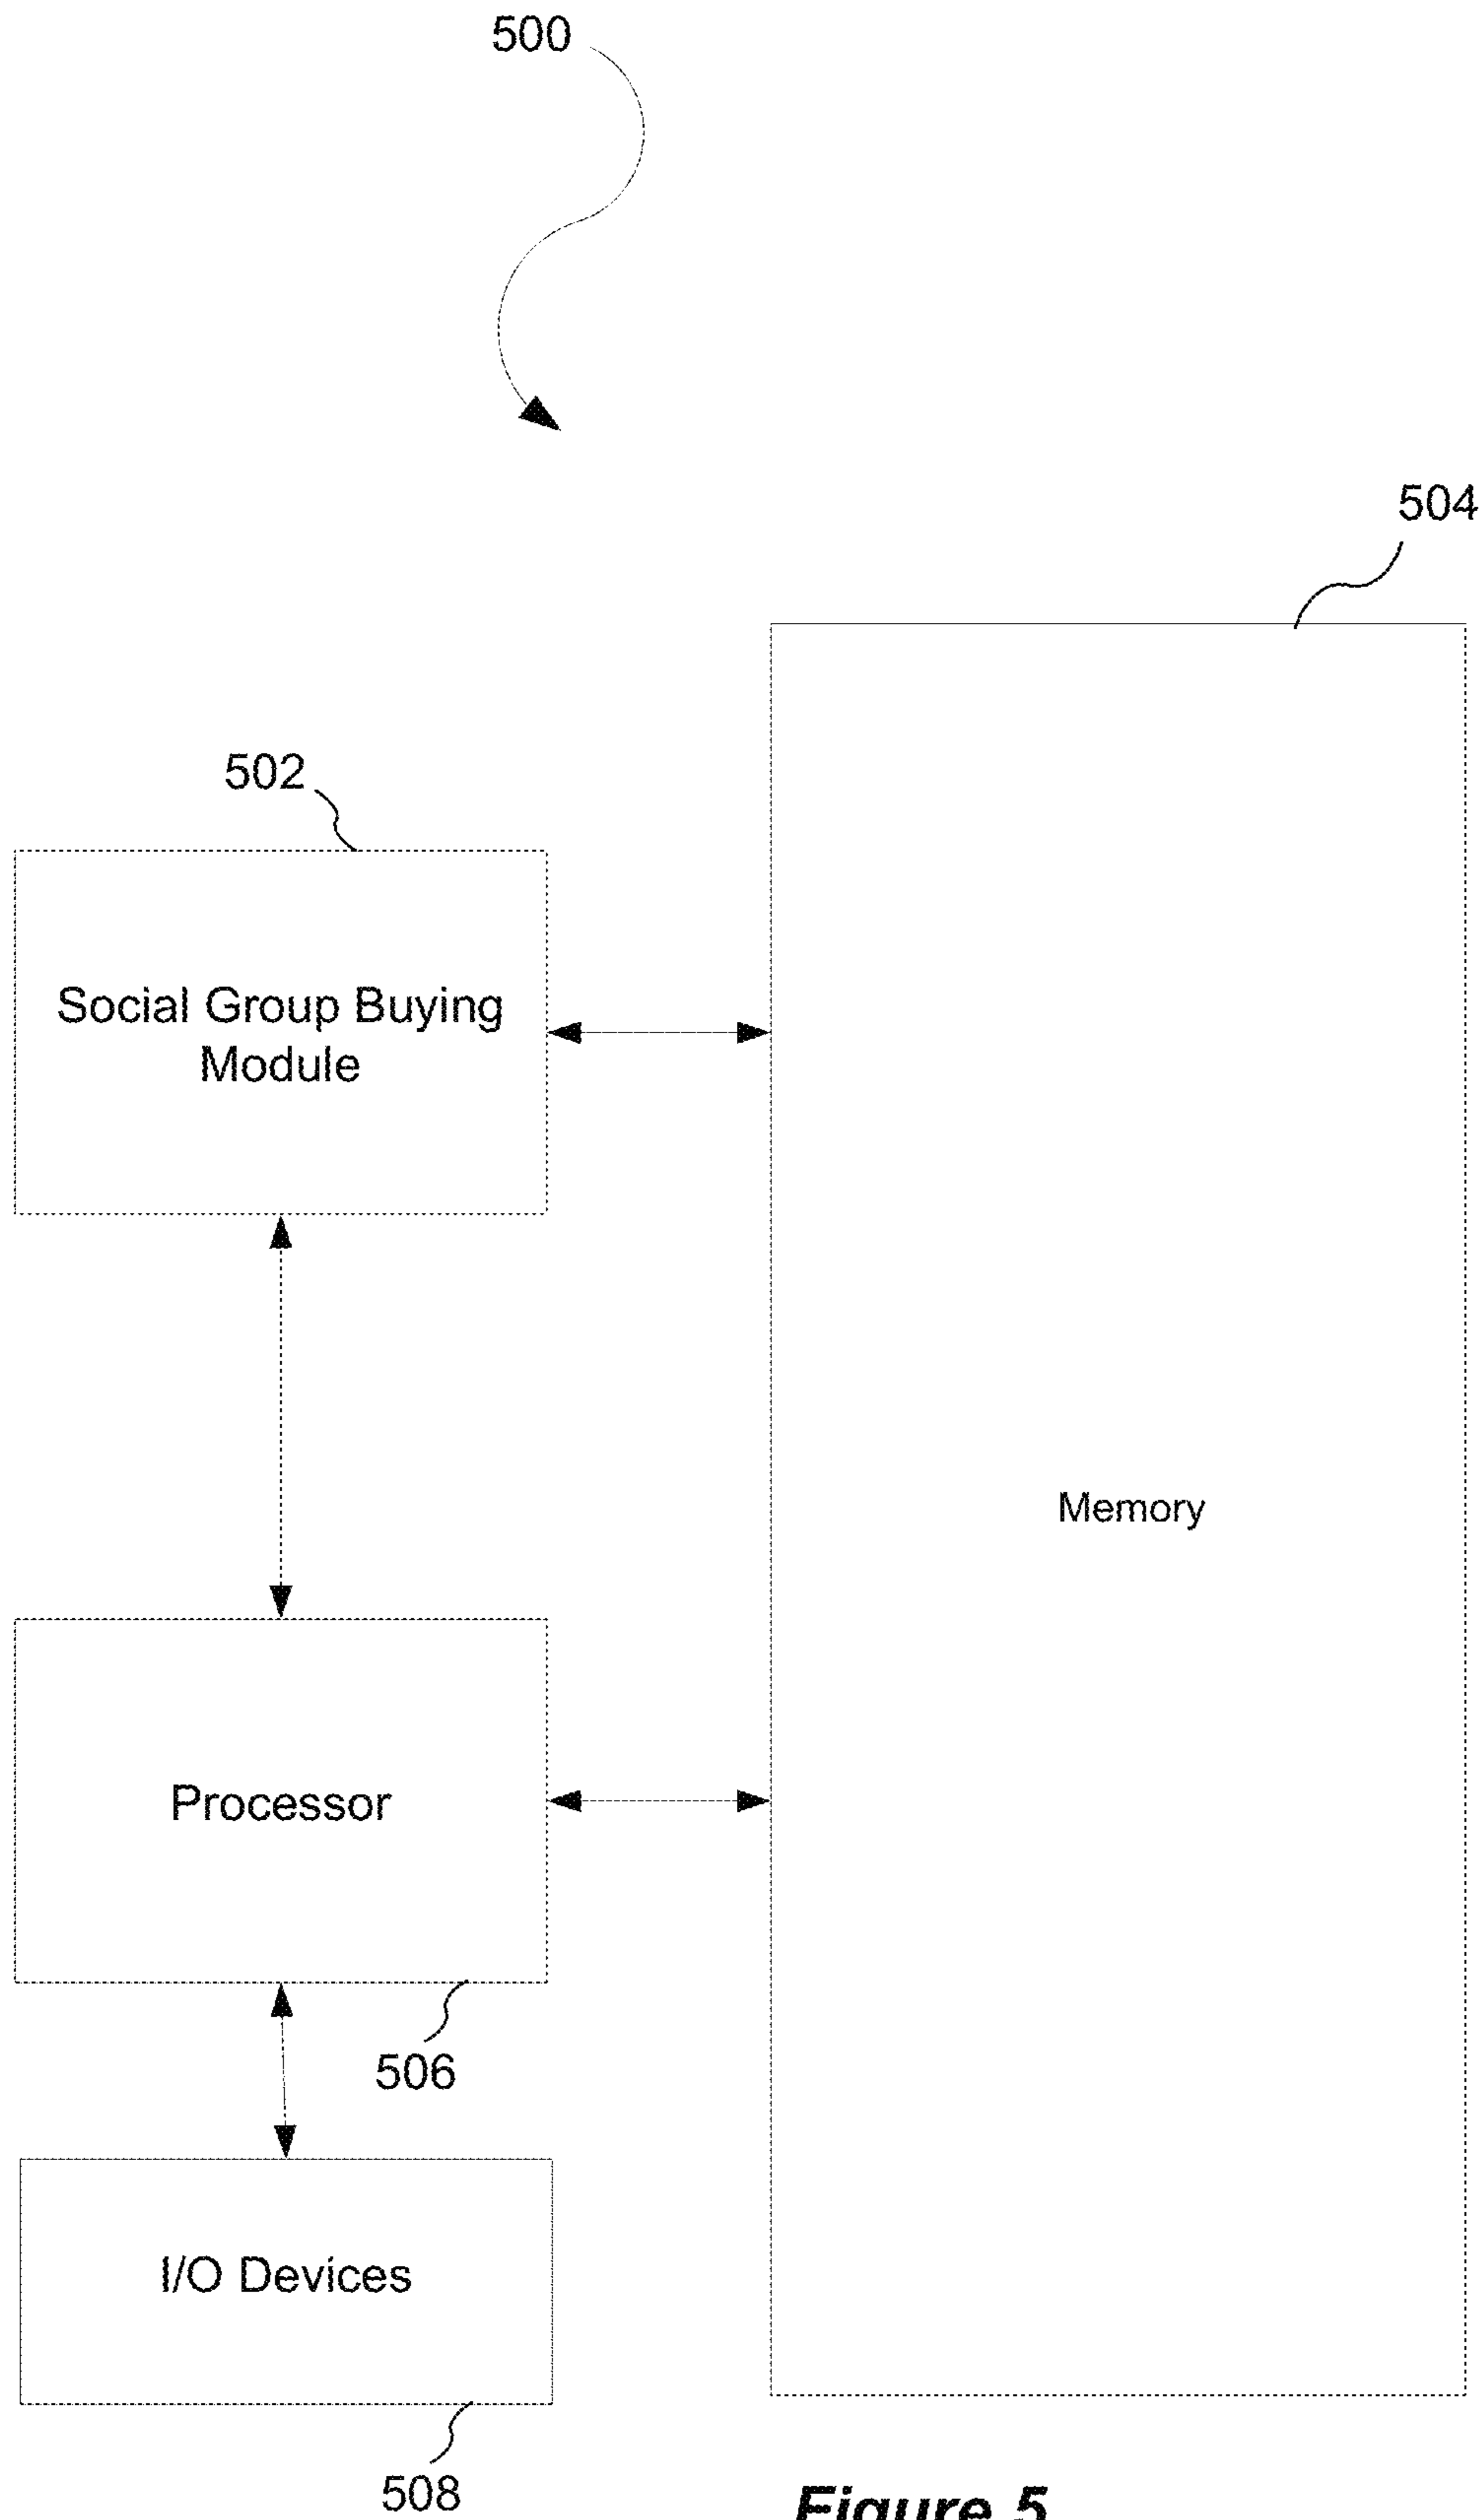 500
504
502
Social Group Buying
Module
Memory
Processor
506
I/O Devices
508
Figure 5